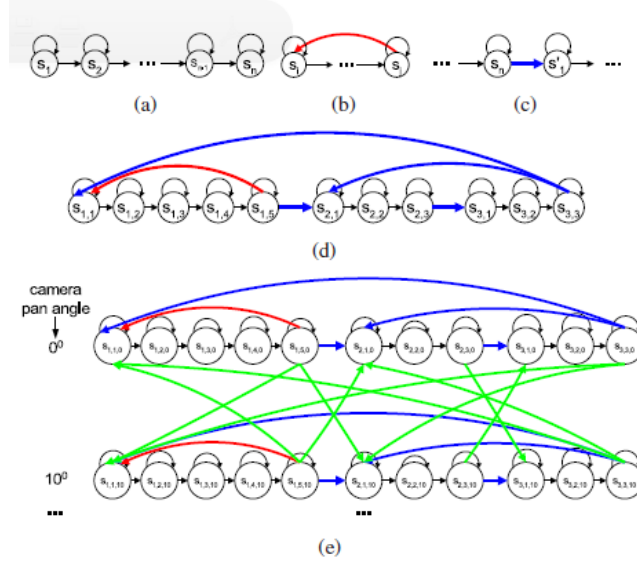 s1 s2 ... sn-1 sn si ... sj ... sn s'1 ...
(a) (b) (c)
s1,1 s1,2 s1,3 s1,4 s1,5 s2,1 s2,2 s2,3 s3,1 s3,2 s3,3
(d)
camera
pan angle
0⁰ s1,1,0 s1,2,0 s1,3,0 s1,4,0 s1,5,0 s2,1,0 s2,2,0 s2,3,0 s3,1,0 s3,2,0 s3,3,0
10⁰ s1,1,10 s1,2,10 s1,3,10 s1,4,10 s1,5,10 s2,1,10 s2,2,10 s2,3,10 s3,1,10 s3,2,10 s3,3,10
... ...
(e)